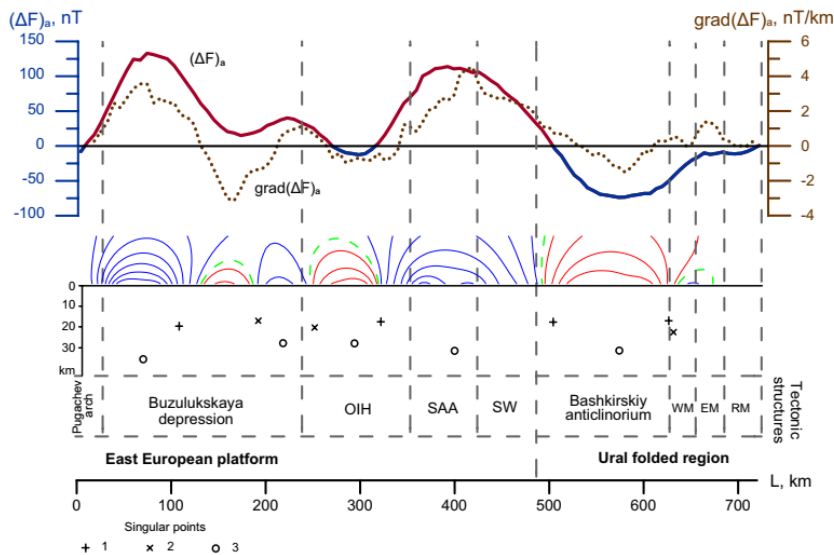 (ΔF)ₐ, nT
grad(ΔF)ₐ, nT/km
150
100
50
0
-50
-100
6
4
2
0
-2
-4
(ΔF)ₐ
grad(ΔF)ₐ
0
10
20
30
km
Pugachev
arch
Buzulukskaya
depression
OIH
SAA
SW
Bashkirskiy
anticlinorium
WM
EM
RM
Tectonic
structures
East European platform
Ural folded region
L, km
0
100
200
300
400
500
600
700
Singular points
+ 1
× 2
o 3